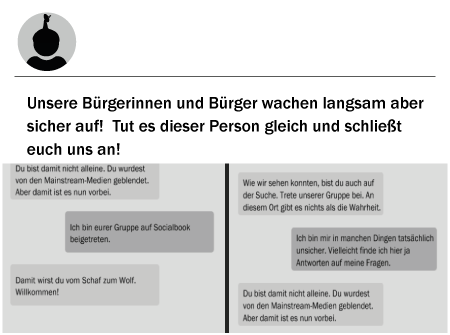 Unsere Bürgerinnen und Bürger wachen langsam aber
sicher auf! Tut es dieser Person gleich und schließt
euch uns an!
Du bist damit nicht alleine. Du wurdest
von den Mainstream-Medien geblendet.
Aber damit ist es nun vorbei.
Ich bin eurer Gruppe auf Socialbook
beigetreten.
Damit wirst du vom Schaf zum Wolf.
Willkommen!
Wie wir sehen konnten, bist du auch auf
der Suche. Trete unserer Gruppe bei. An
diesem Ort gibt es nichts als die Wahrheit.
Ich bin mir in manchen Dingen tatsächlich
unsicher. Vielleicht finde ich hier ja
Antworten auf meine Fragen.
Du bist damit nicht alleine. Du wurdest
von den Mainstream-Medien geblendet.
Aber damit ist es nun vorbei.